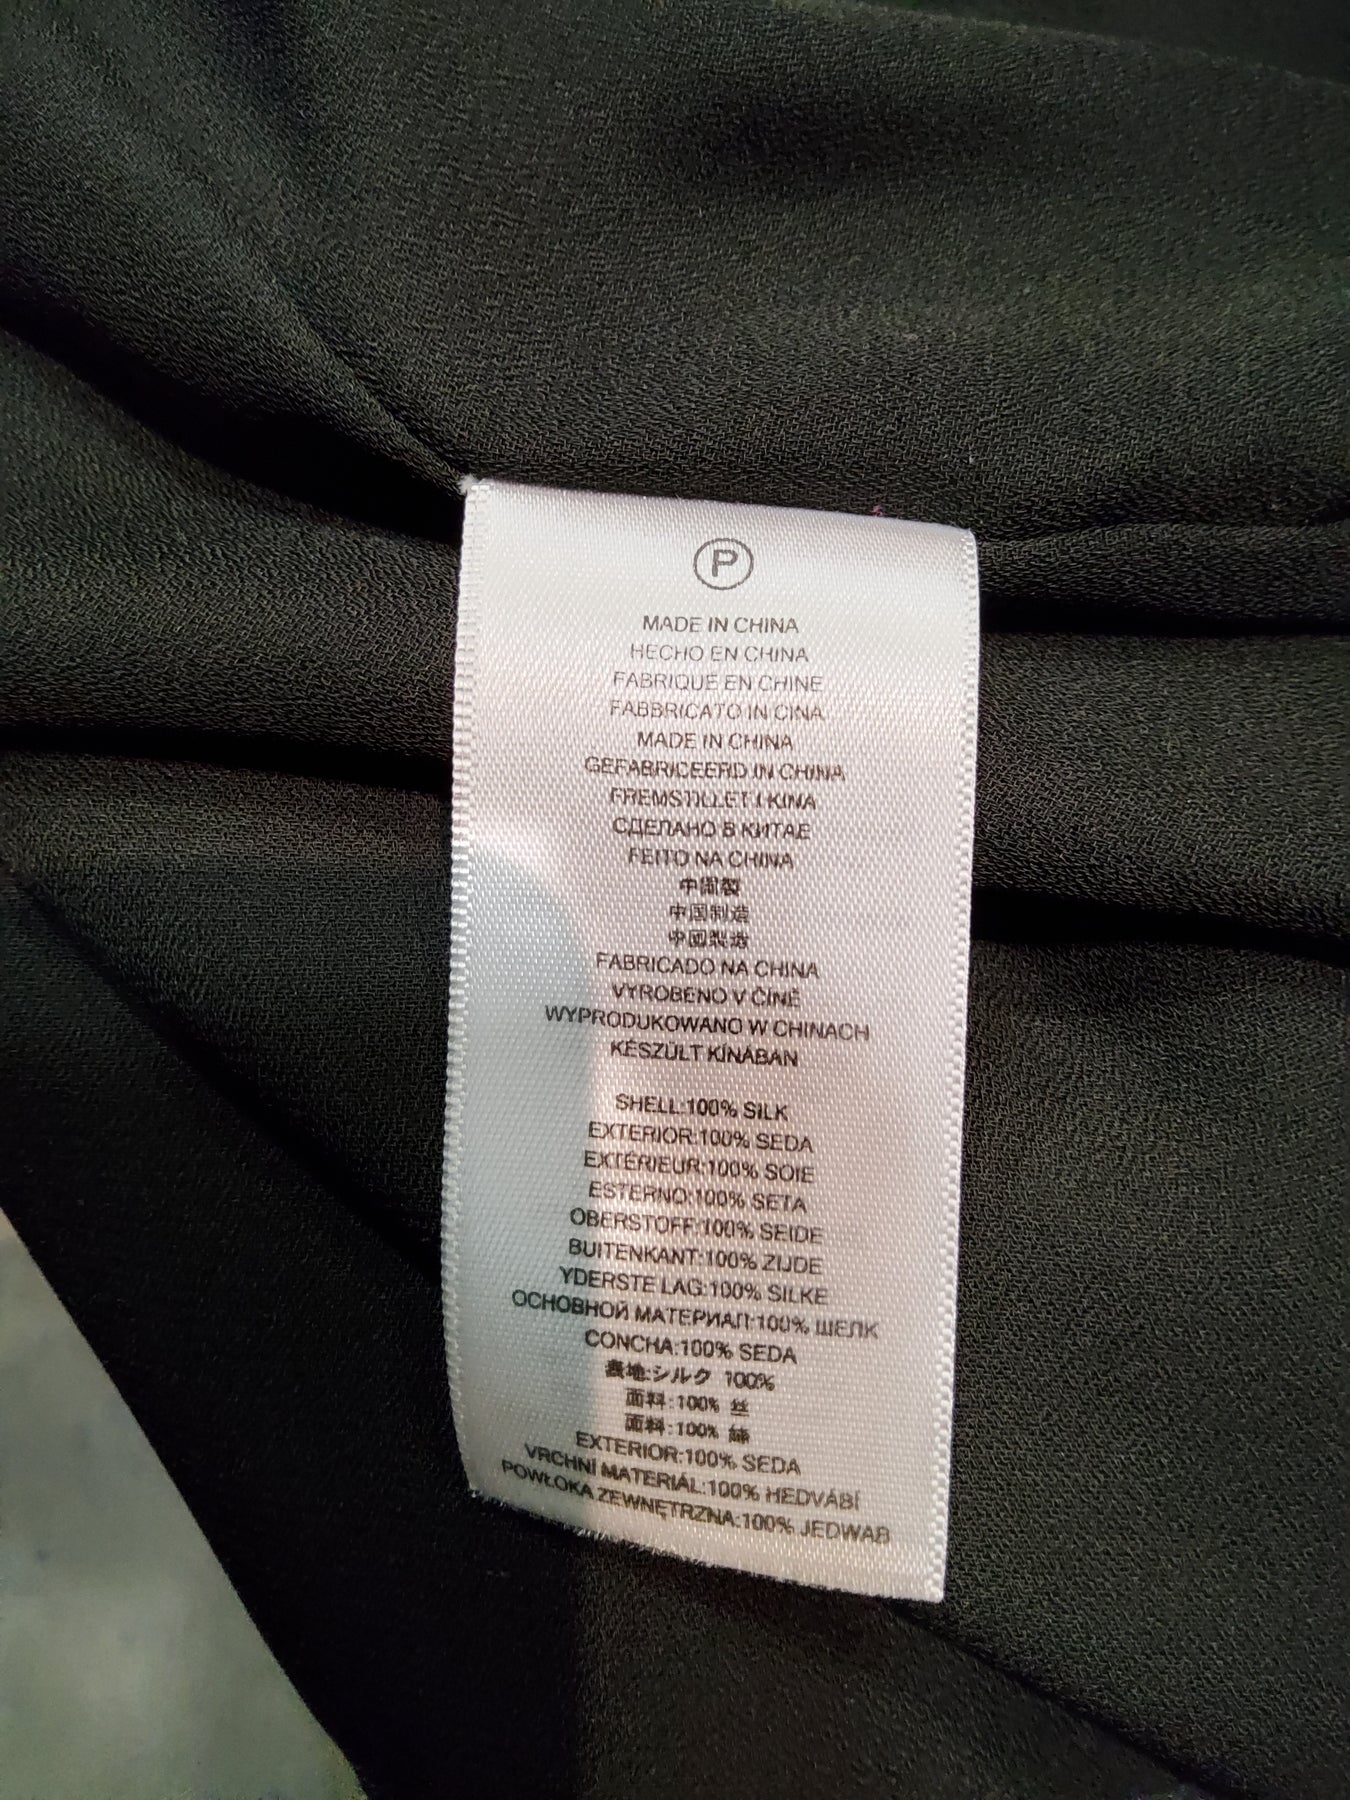 P
MADE IN CHINA
HECHO EN CHINA
FABRIQUE EN CHINE
FABBRICATO IN CINA
MADE IN CHINA
GEFABRICEERD IN CHINA
FREMSTILLET I KINA
СДЕЛАНО В КИТАЕ
FEITO NA CHINA
中国製
中国制造
中國製造
FABRICADO NA CHINA
VYROBENO V ČÍNĚ
WYPRODUKOWANO W CHINACH
KÉSZÜLT KÍNÁBAN
SHELL:100% SILK
EXTERIOR:100% SEDA
EXTÉRIEUR:100% SOIE
ESTERNO:100% SETA
OBERSTOFF:100% SEIDE
BUITENKANT:100% ZIJDE
YDERSTE LAG:100% SILKE
ОСНОВНОЙ МАТЕРИАЛ:100% ШЕЛК
CONCHA:100% SEDA
表地:シルク 100%
面料:100% 丝
面料:100% 絲
EXTERIOR:100% SEDA
VRCHNÍ MATERIÁL:100% HEDVÁBÍ
POWŁOKA ZEWNĘTRZNA:100% JEDWAB